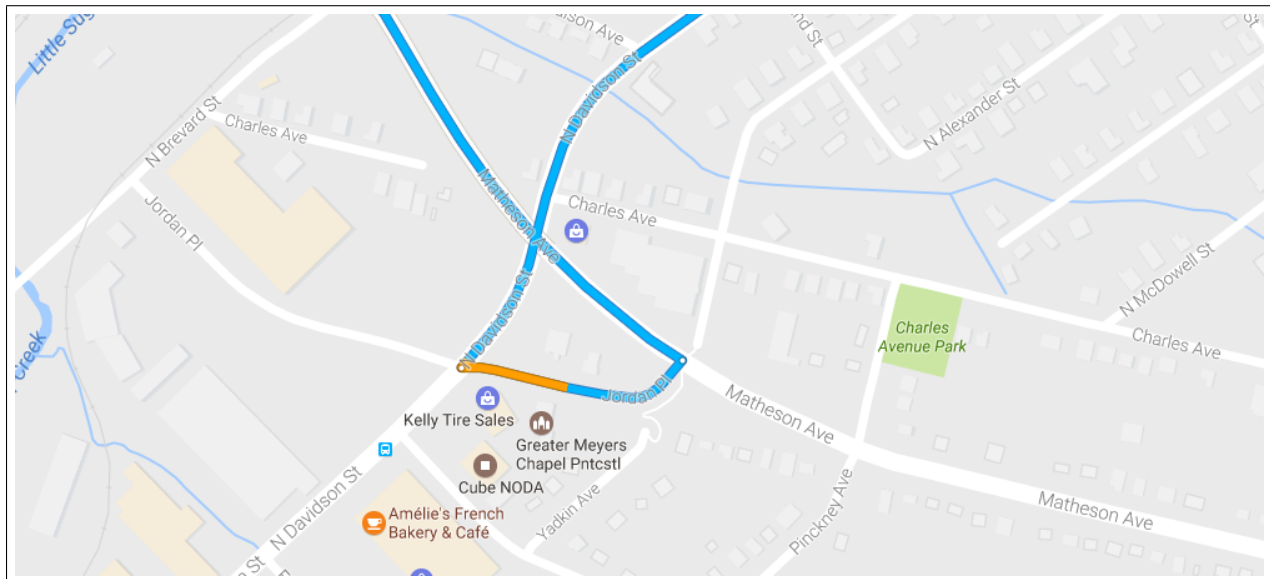 Little Sug
N Brevard St
Charles Ave
Jordan Pl
Matheson Ave
N Davidson St
N Davidson St
N Alexander St
Charles Ave
N McDowell St
Charles
Avenue Park
Charles Ave
Creek
Jordan Pl
Kelly Tire Sales
Greater Meyers
Chapel Pntcstl
Cube NODA
Matheson Ave
Matheson Ave
N Davidson St
Amélie's French
Bakery & Café
Yadkin Ave
Pinckney Ave